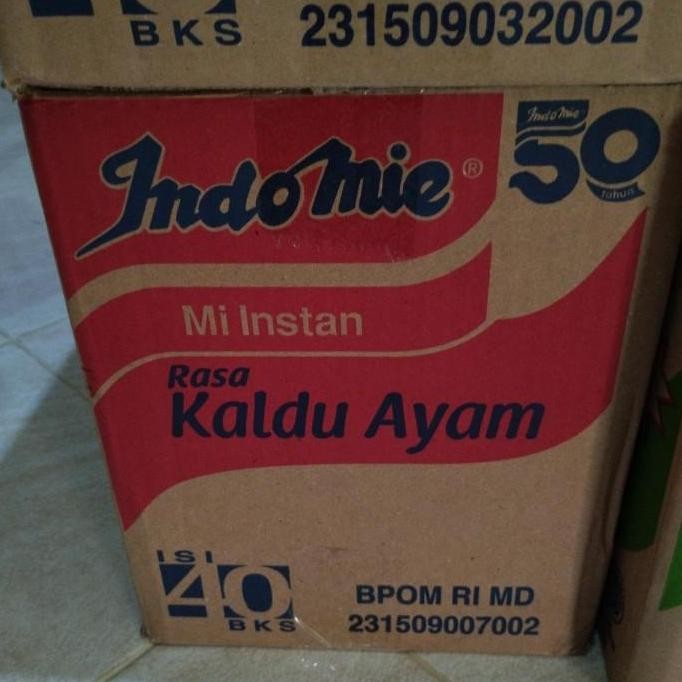 BKS
231509032002
IndoMie®
IndoMie
50
tahun
Mi Instan
Rasa
Kaldu Ayam
ISI
40
BKS
BPOM RI MD
231509007002